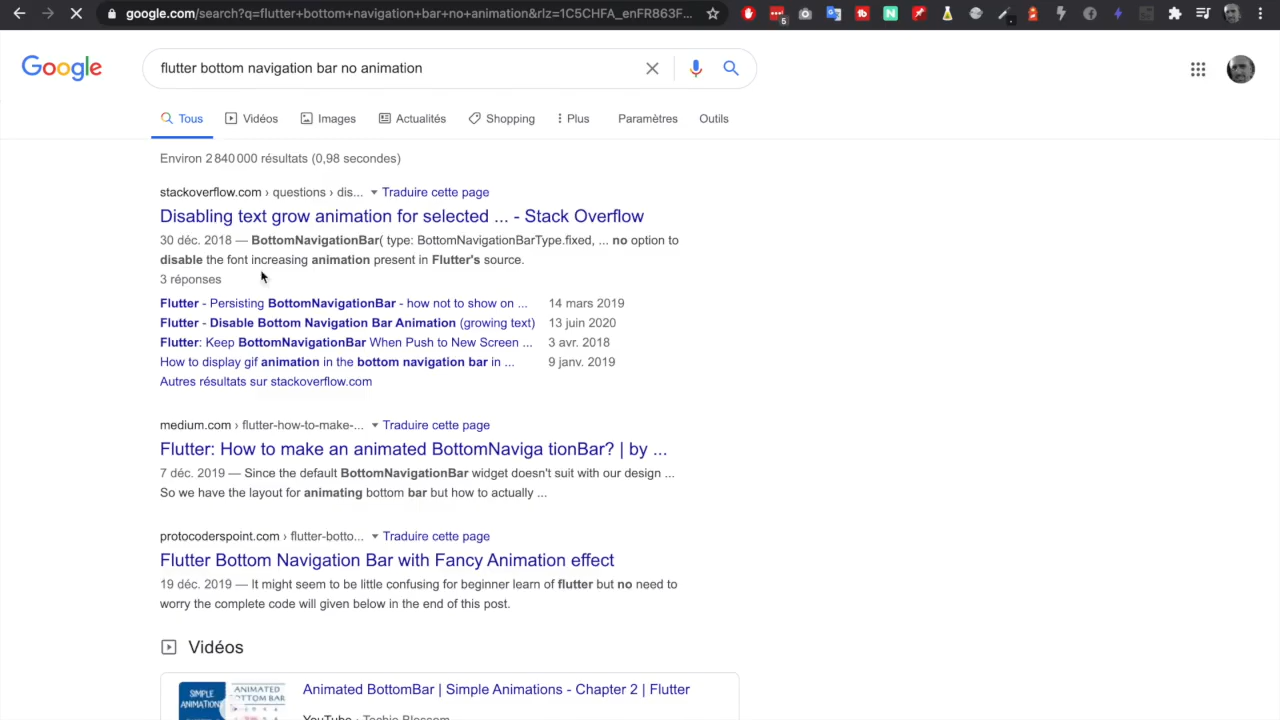 google.com/search?q=flutter+bottom+navigation+bar+no+animation&rlz=1C5CHFA_enFR863F...
5
Google
flutter bottom navigation bar no animation
Tous
Vidéos
Images
Actualités
Shopping
Plus
Paramètres
Outils
Environ 2 840 000 résultats (0,98 secondes)
stackoverflow.com › questions › dis... Traduire cette page
Disabling text grow animation for selected ... - Stack Overflow
30 déc. 2018 — BottomNavigationBar( type: BottomNavigationBarType.fixed, ... no option to
disable the font increasing animation present in Flutter's source.
3 réponses
Flutter - Persisting BottomNavigationBar - how not to show on ... 14 mars 2019
Flutter - Disable Bottom Navigation Bar Animation (growing text) 13 juin 2020
Flutter: Keep BottomNavigationBar When Push to New Screen ... 3 avr. 2018
How to display gif animation in the bottom navigation bar in ... 9 janv. 2019
Autres résultats sur stackoverflow.com
medium.com › flutter-how-to-make-... Traduire cette page
Flutter: How to make an animated BottomNaviga tionBar? | by ...
7 déc. 2019 — Since the default BottomNavigationBar widget doesn't suit with our design ...
So we have the layout for animating bottom bar but how to actually ...
protocoderspoint.com › flutter-botto... Traduire cette page
Flutter Bottom Navigation Bar with Fancy Animation effect
19 déc. 2019 — It might seem to be little confusing for beginner learn of flutter but no need to
worry the complete code will given below in the end of this post.
Vidéos
SIMPLE
ANIMATIONS
ANIMATED
BOTTOM BAR
Animated BottomBar | Simple Animations - Chapter 2 | Flutter
YouTube · Techie Blossom